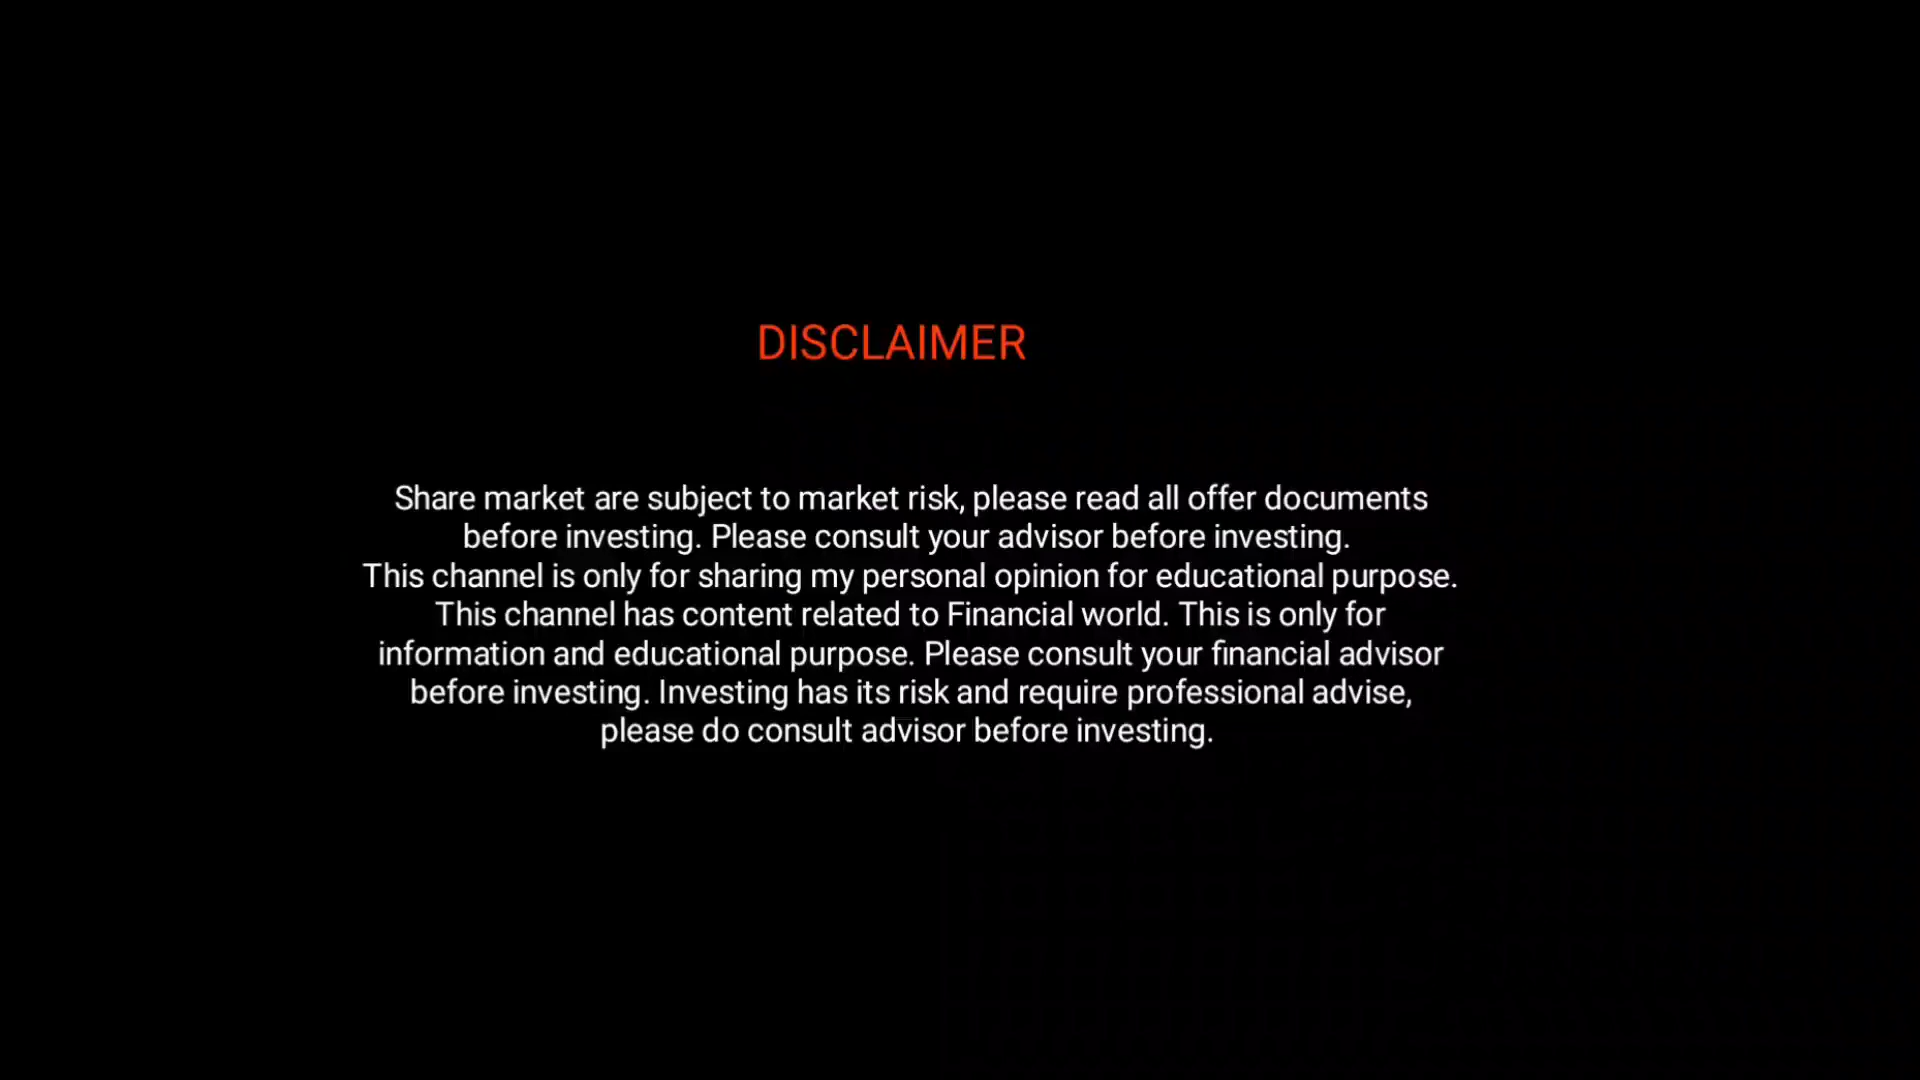 DISCLAIMER
Share market are subject to market risk, please read all offer documents
before investing. Please consult your advisor before investing.
This channel is only for sharing my personal opinion for educational purpose.
This channel has content related to Financial world. This is only for
information and educational purpose. Please consult your financial advisor
before investing. Investing has its risk and require professional advise,
please do consult advisor before investing.